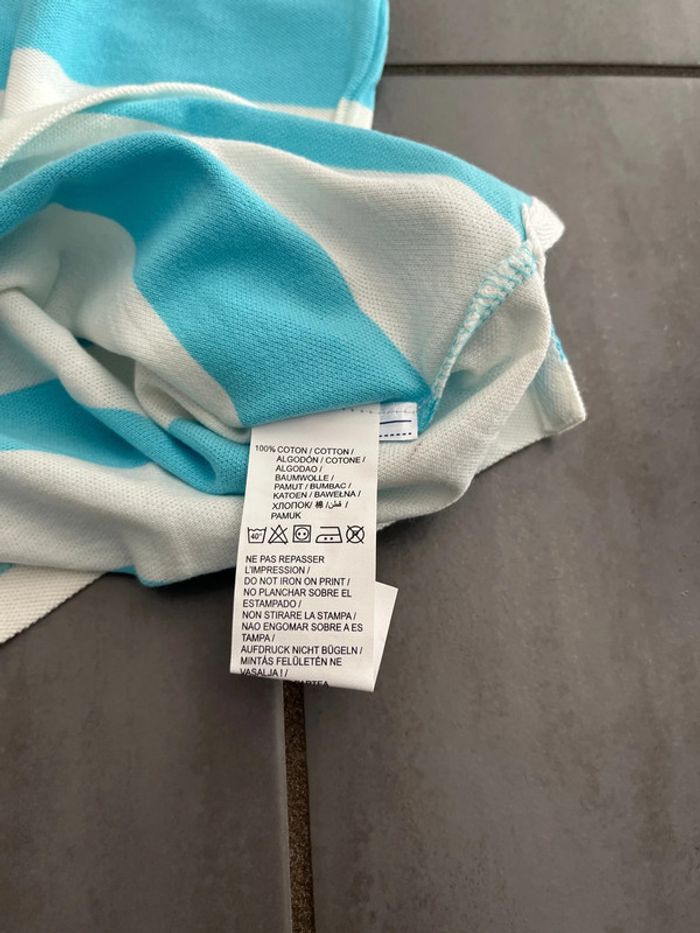 100% COTON / COTTON /
ALGODÓN / COTONE /
ALGODAO /
BAUMWOLLE /
PAMUT / BUMBAC /
KATOEN / BAWEŁNA /
ХЛОПОК/ 棉 /قطن /
PAMUK
40°
NE PAS REPASSER
L'IMPRESSION /
DO NOT IRON ON PRINT /
NO PLANCHAR SOBRE EL
ESTAMPADO /
NON STIRARE LA STAMPA /
NAO ENGOMAR SOBRE A ES
TAMPA /
AUFDRUCK NICHT BÜGELN /
MINTÁS FELÜLETÉN NE
VASALJA ! /